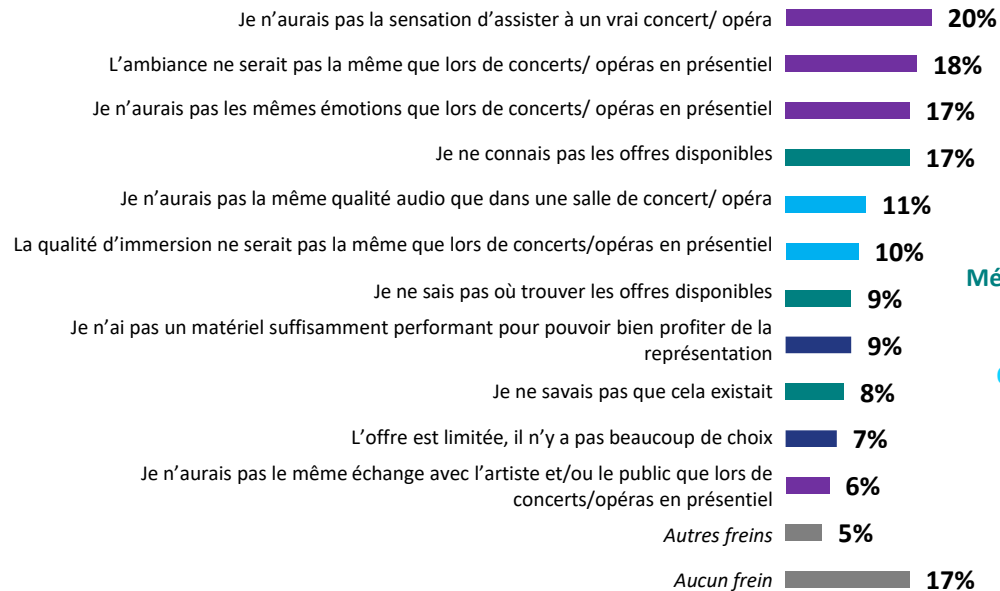 Je n’aurais pas la sensation d’assister à un vrai concert/ opéra 20%
L’ambiance ne serait pas la même que lors de concerts/ opéras en présentiel 18%
Je n’aurais pas les mêmes émotions que lors de concerts/ opéras en présentiel 17%
Je ne connais pas les offres disponibles 17%
Je n’aurais pas la même qualité audio que dans une salle de concert/ opéra 11%
La qualité d’immersion ne serait pas la même que lors de concerts/opéras en présentiel 10%
Mé
Je ne sais pas où trouver les offres disponibles 9%
Je n’ai pas un matériel suffisamment performant pour pouvoir bien profiter de la
représentation 9%
Je ne savais pas que cela existait 8%
L’offre est limitée, il n’y a pas beaucoup de choix 7%
Je n’aurais pas le même échange avec l’artiste et/ou le public que lors de
concerts/opéras en présentiel 6%
Autres freins 5%
Aucun frein 17%